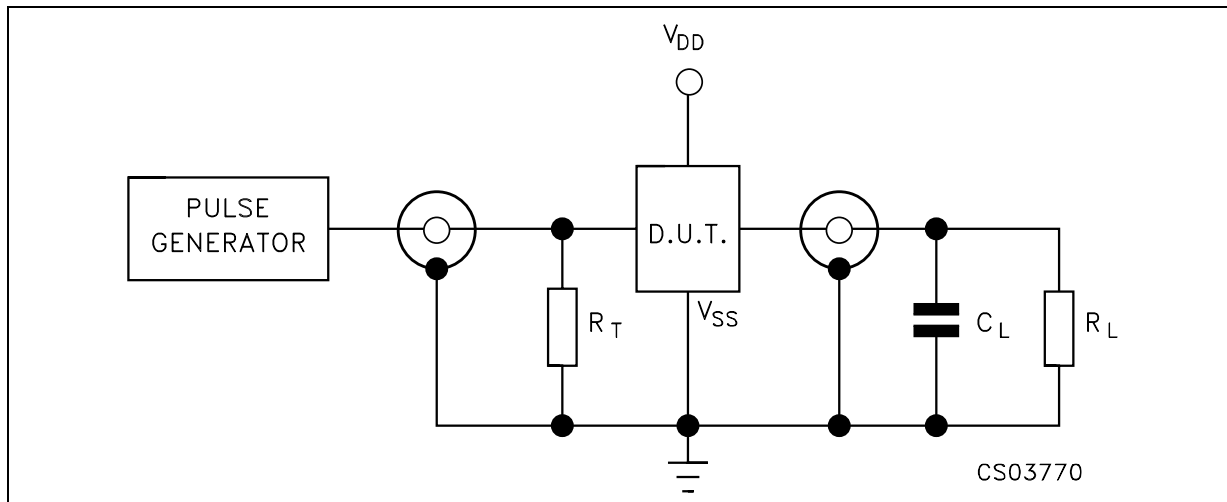 VDD
PULSE
GENERATOR
D.U.T.
VSS
RT
CL
RL
CS03770